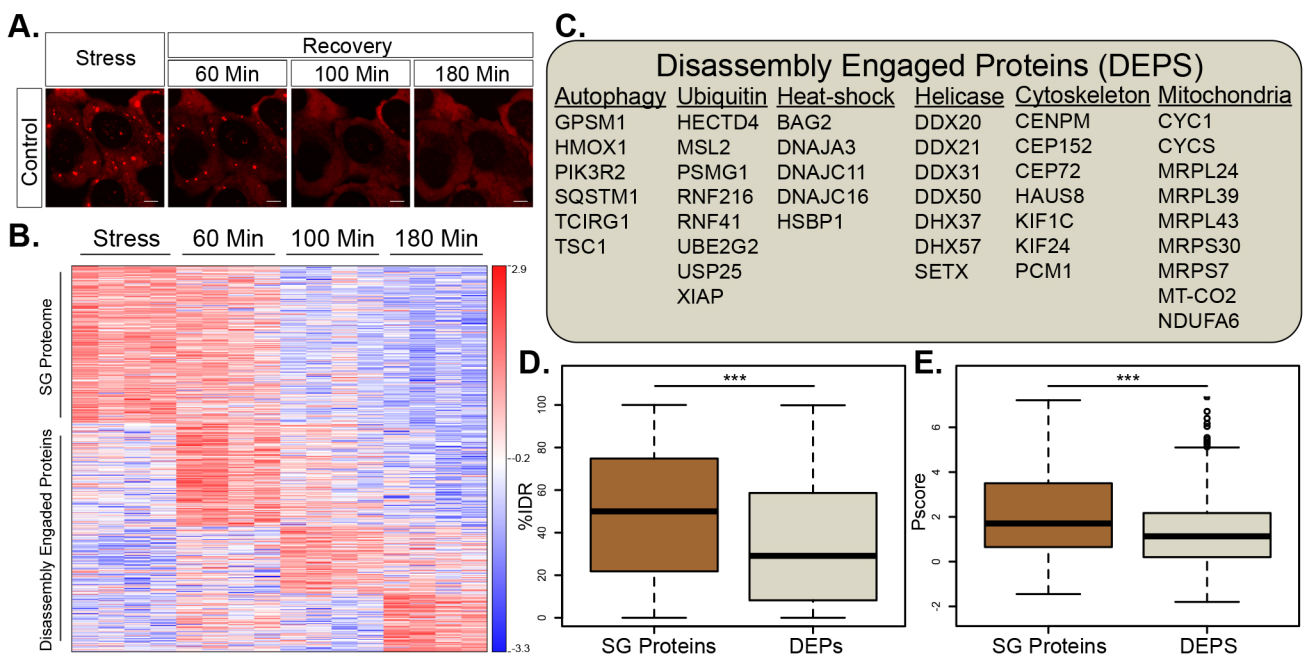 A.
Stress
Recovery
60 Min
100 Min
180 Min
Control
B.
Stress
60 Min
100 Min
180 Min
SG Proteome
Disassembly Engaded Proteins
2.9
-0.2
-3.3
C.
Disassembly Engaged Proteins (DEPS)
Autophagy
GPSM1
HMOX1
PIK3R2
SQSTM1
TCIRG1
TSC1
Ubiquitin
HECTD4
MSL2
PSMG1
RNF216
RNF41
UBE2G2
USP25
XIAP
Heat-shock
BAG2
DNAJA3
DNAJC11
DNAJC16
HSBP1
Helicase
DDX20
DDX21
DDX31
DDX50
DHX37
DHX57
SETX
Cytoskeleton
CENPM
CEP152
CEP72
HAUS8
KIF1C
KIF24
PCM1
Mitochondria
CYC1
CYCS
MRPL24
MRPL39
MRPL43
MRPS30
MRPS7
MT-CO2
NDUFA6
D.
***
%IDR
100
80
60
40
20
0
SG Proteins
DEPs
E.
***
Pscore
6
4
2
0
-2
SG Proteins
DEPS